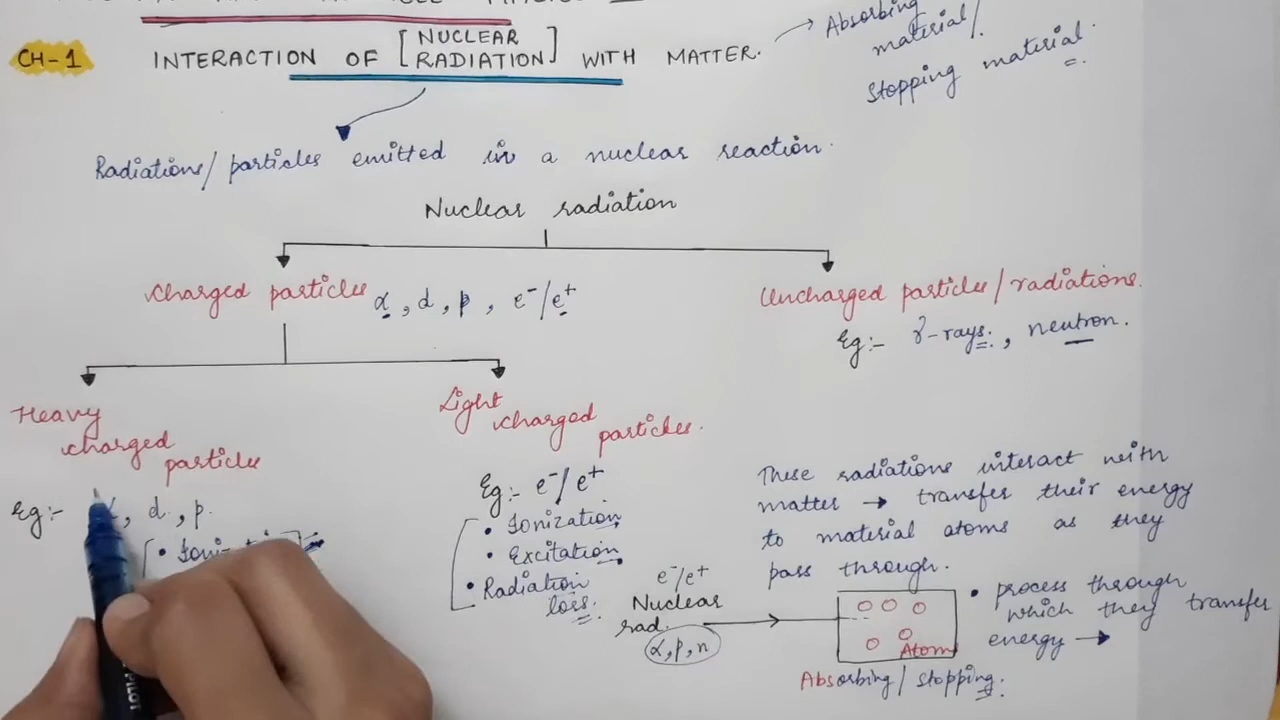 CH-1
INTERACTION OF [NUCLEAR RADIATION] WITH MATTER.
Absorbing
material/
Stopping material.
Radiations/particles emitted in a nuclear reaction.
Nuclear radiation
Charged particles α, d, p, e⁻/e⁺
Uncharged particles/radiations.
Eg:- γ-rays, neutron.
Heavy
charged
particles
Eg:- α, d, p.
Light
charged
particles.
Eg:- e⁻/e⁺
• Ionization
• Excitation
• Radiation
loss.
These radiations interact with
matter → transfer their energy
to material atoms as they
pass through.
e⁻/e⁺
Nuclear
rad.
α, p, n
Atom
Absorbing/stopping.
• process through
which they transfer
energy →
PILOT